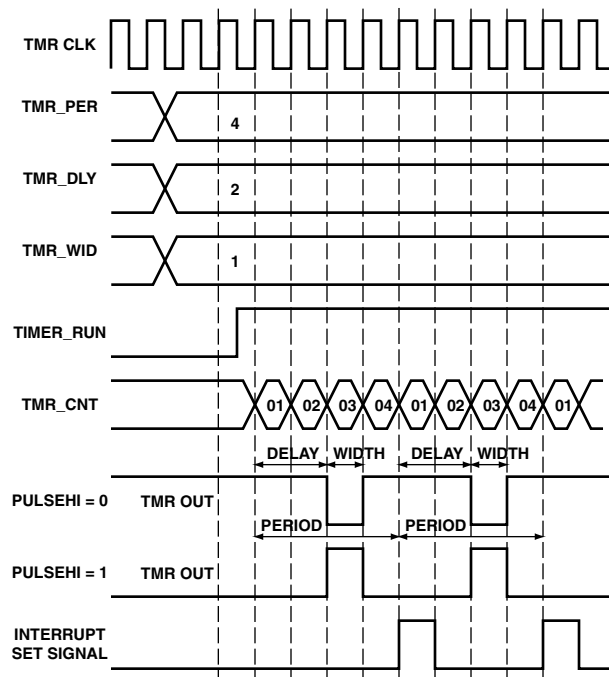 TMR CLK
TMR_PER
4
TMR_DLY
2
TMR_WID
1
TIMER_RUN
TMR_CNT 01 02 03 04 01 02 03 04 01
DELAY WIDTH DELAY WIDTH
PULSEHI = 0 TMR OUT
PERIOD PERIOD
PULSEHI = 1 TMR OUT
INTERRUPT
SET SIGNAL